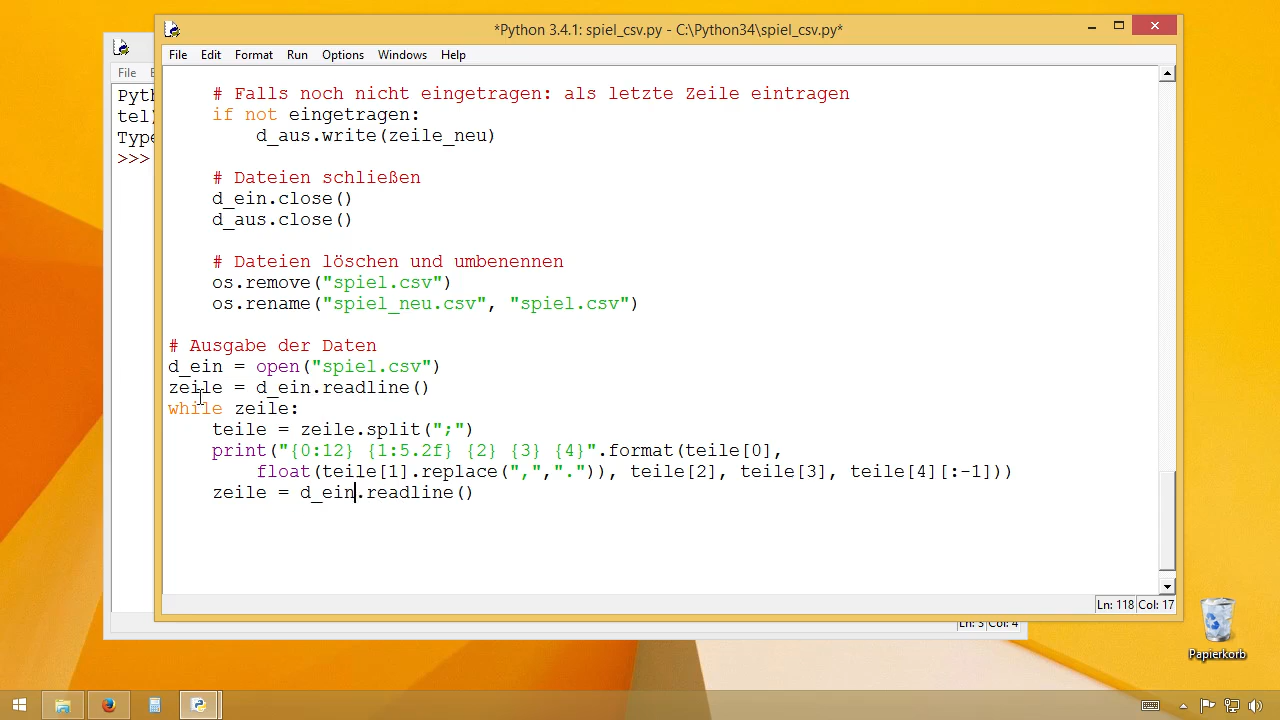 *Python 3.4.1: spiel_csv.py - C:\Python34\spiel_csv.py*
File Edit Format Run Options Windows Help
File
Pyth
tel)
Type
>>>
# Falls noch nicht eingetragen: als letzte Zeile eintragen
if not eingetragen:
d_aus.write(zeile_neu)
# Dateien schließen
d_ein.close()
d_aus.close()
# Dateien löschen und umbenennen
os.remove("spiel.csv")
os.rename("spiel_neu.csv", "spiel.csv")
# Ausgabe der Daten
d_ein = open("spiel.csv")
zeile = d_ein.readline()
while zeile:
teile = zeile.split(";")
print("{0:12} {1:5.2f} {2} {3} {4}".format(teile[0],
float(teile[1].replace(",",".")), teile[2], teile[3], teile[4][:-1]))
zeile = d_ein.readline()
Ln: 118 Col: 17
Ln: 3 Col: 4
Papierkorb